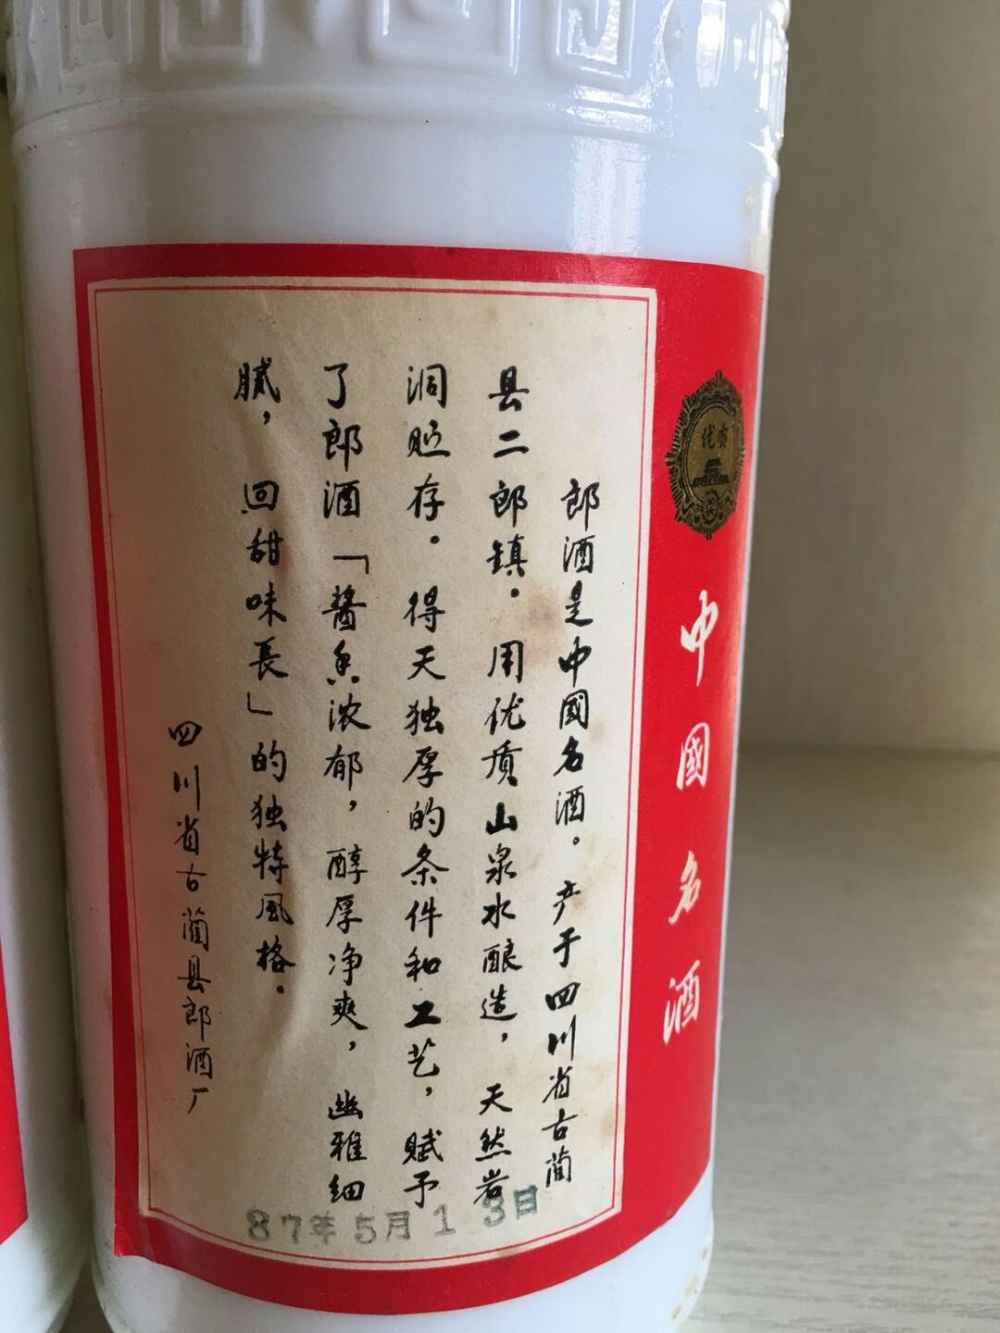 优质
中國名酒
郎酒是中國名酒。产于四川省古蔺
县二郎镇．用优质山泉水酿造，天然岩
洞贮存。得天独厚的条件和工艺，赋予
了郎酒「醬香浓郁，醇厚净爽，幽雅细
腻，回甜味長」的独特風格．
四川省古蔺县郎酒厂
87年5月13日